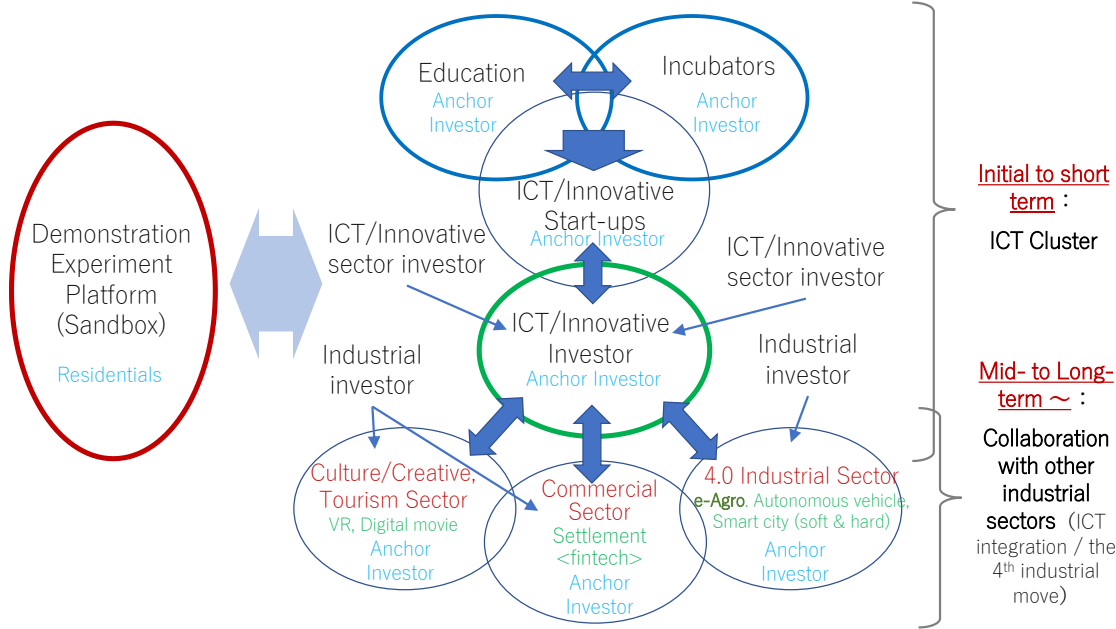 Education
Anchor
Investor
Incubators
Anchor
Investor
ICT/Innovative
Start-ups
Anchor Investor
Demonstration
Experiment
Platform
(Sandbox)
Residentials
ICT/Innovative
sector investor
ICT/Innovative
sector investor
ICT/Innovative
Investor
Anchor Investor
Industrial
investor
Industrial
investor
Culture/Creative,
Tourism Sector
VR, Digital movie
Anchor
Investor
Commercial
Sector
Settlement
<fintech>
Anchor
Investor
4.0 Industrial Sector
e-Agro. Autonomous vehicle,
Smart city (soft & hard)
Anchor
Investor
Initial to short
term：
ICT Cluster
Mid- to Long-
term ～：
Collaboration
with other
industrial
sectors（ICT
integration / the
4th industrial
move）